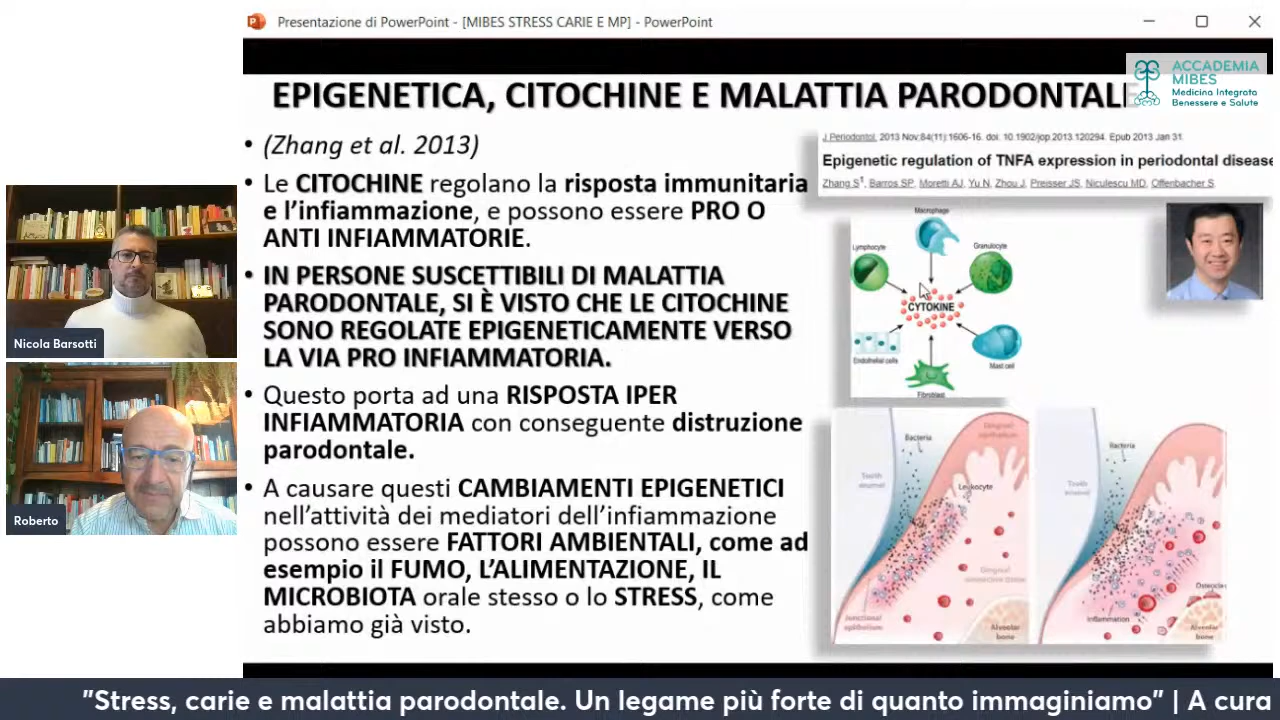 Presentazione di PowerPoint - [MIBES STRESS CARIE E MP] - PowerPoint
ACCADEMIA
MIBES
Medicina Integrata
Benessere e Salute
EPIGENETICA, CITOCHINE E MALATTIA PARODONTALE
• (Zhang et al. 2013)
• Le CITOCHINE regolano la risposta immunitaria
e l'infiammazione, e possono essere PRO O
ANTI INFIAMMATORIE.
• IN PERSONE SUSCETTIBILI DI MALATTIA
PARODONTALE, SI È VISTO CHE LE CITOCHINE
SONO REGOLATE EPIGENETICAMENTE VERSO
LA VIA PRO INFIAMMATORIA.
• Questo porta ad una RISPOSTA IPER
INFIAMMATORIA con conseguente distruzione
parodontale.
• A causare questi CAMBIAMENTI EPIGENETICI
nell'attività dei mediatori dell'infiammazione
possono essere FATTORI AMBIENTALI, come ad
esempio il FUMO, L'ALIMENTAZIONE, IL
MICROBIOTA orale stesso o lo STRESS, come
abbiamo già visto.
J Periodontol. 2013 Nov;84(11):1606-16. doi: 10.1902/jop.2013.120294. Epub 2013 Jan 31.
Epigenetic regulation of TNFA expression in periodontal disease
Zhang S1, Barros SP, Moretti AJ, Yu N, Zhou J, Preisser JS, Niculescu MD, Offenbacher S.
Macrophage
Lymphocyte
Granulocyte
CYTOKINE
Endothelial cells
Mast cell
Fibroblast
Bacteria
Gingival
epithelium
Tooth
enamel
Leukocyte
Gingival
connective tissue
Junctional
epithelium
Alveolar
bone
Bacteria
Tooth
enamel
Osteoclast
Inflammation
Alveolar
bone
Nicola Barsotti
Roberto
"Stress, carie e malattia parodontale. Un legame più forte di quanto immaginiamo" | A cura